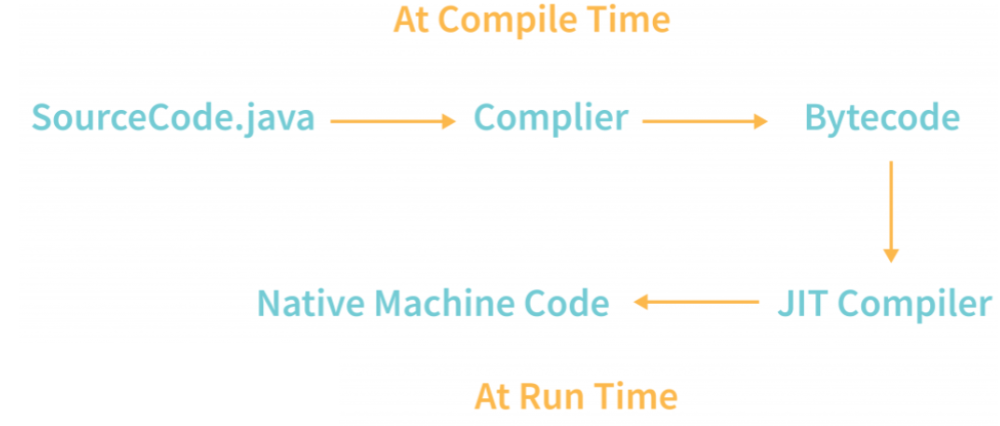 At Compile Time
SourceCode.java Complier Bytecode
Native Machine Code JIT Compiler
At Run Time